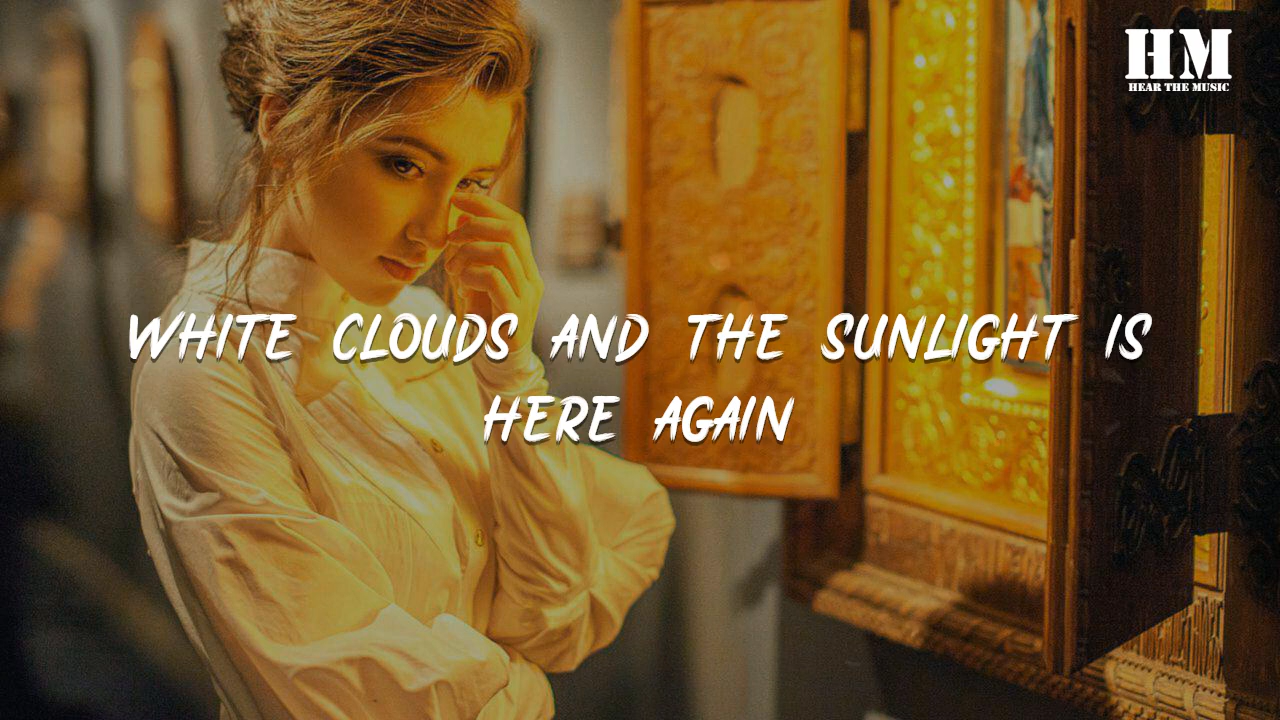 HM
HEAR THE MUSIC
WHITE CLOUDS AND THE SUNLIGHT IS
HERE AGAIN